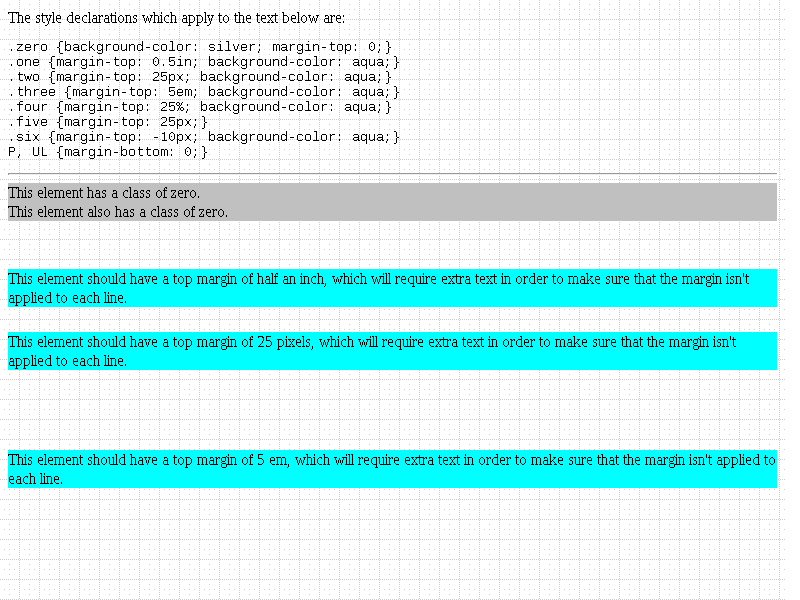 The style declarations which apply to the text below are:
.zero {background-color: silver; margin-top: 0;}
.one {margin-top: 0.5in; background-color: aqua;}
.two {margin-top: 25px; background-color: aqua;}
.three {margin-top: 5em; background-color: aqua;}
.four {margin-top: 25%; background-color: aqua;}
.five {margin-top: 25px;}
.six {margin-top: -10px; background-color: aqua;}
P, UL {margin-bottom: 0;}
This element has a class of zero.
This element also has a class of zero.
This element should have a top margin of half an inch, which will require extra text in order to make sure that the margin isn't
applied to each line.
This element should have a top margin of 25 pixels, which will require extra text in order to make sure that the margin isn't
applied to each line.
This element should have a top margin of 5 em, which will require extra text in order to make sure that the margin isn't applied to
each line.